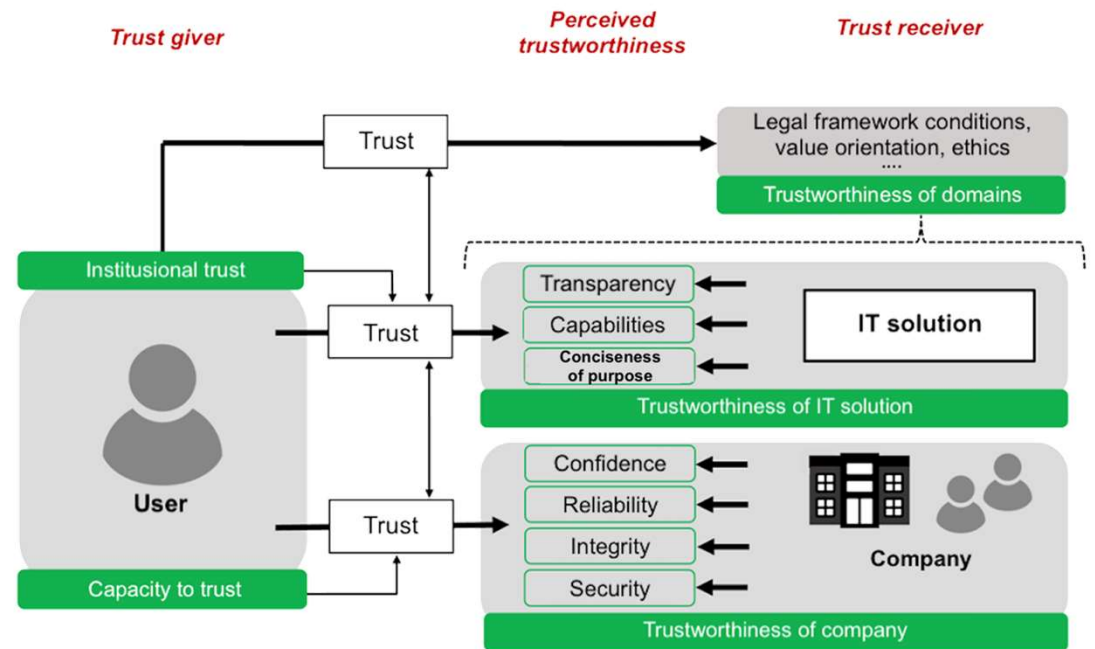 Trust giver
Perceived
trustworthiness
Trust receiver
Trust
Legal framework conditions,
value orientation, ethics
....
Trustworthiness of domains
Institusional trust
Trust
Transparency
Capabilities
Conciseness
of purpose
IT solution
Trustworthiness of IT solution
User
Trust
Confidence
Reliability
Integrity
Security
Company
Capacity to trust
Trustworthiness of company